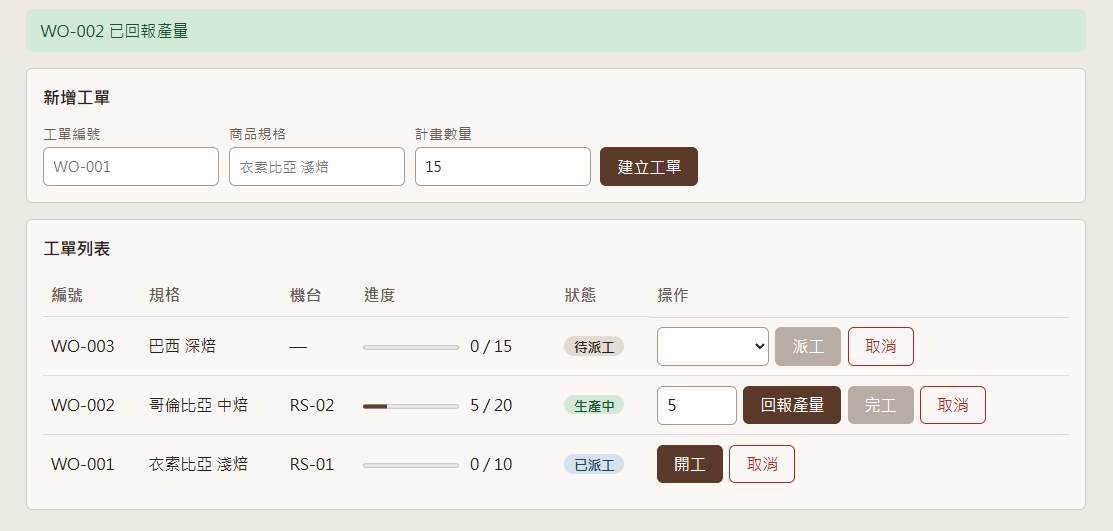 WO-002 已回報產量
新增工單
工單編號 商品規格 計畫數量
WO-001 衣索比亞 淺焙 15 建立工單
工單列表
編號 規格 機台 進度 狀態 操作
WO-003 巴西 深焙 — 0 / 15 待派工 派工 取消
WO-002 哥倫比亞 中焙 RS-02 5 / 20 生產中 5 回報產量 完工 取消
WO-001 衣索比亞 淺焙 RS-01 0 / 10 已派工 開工 取消